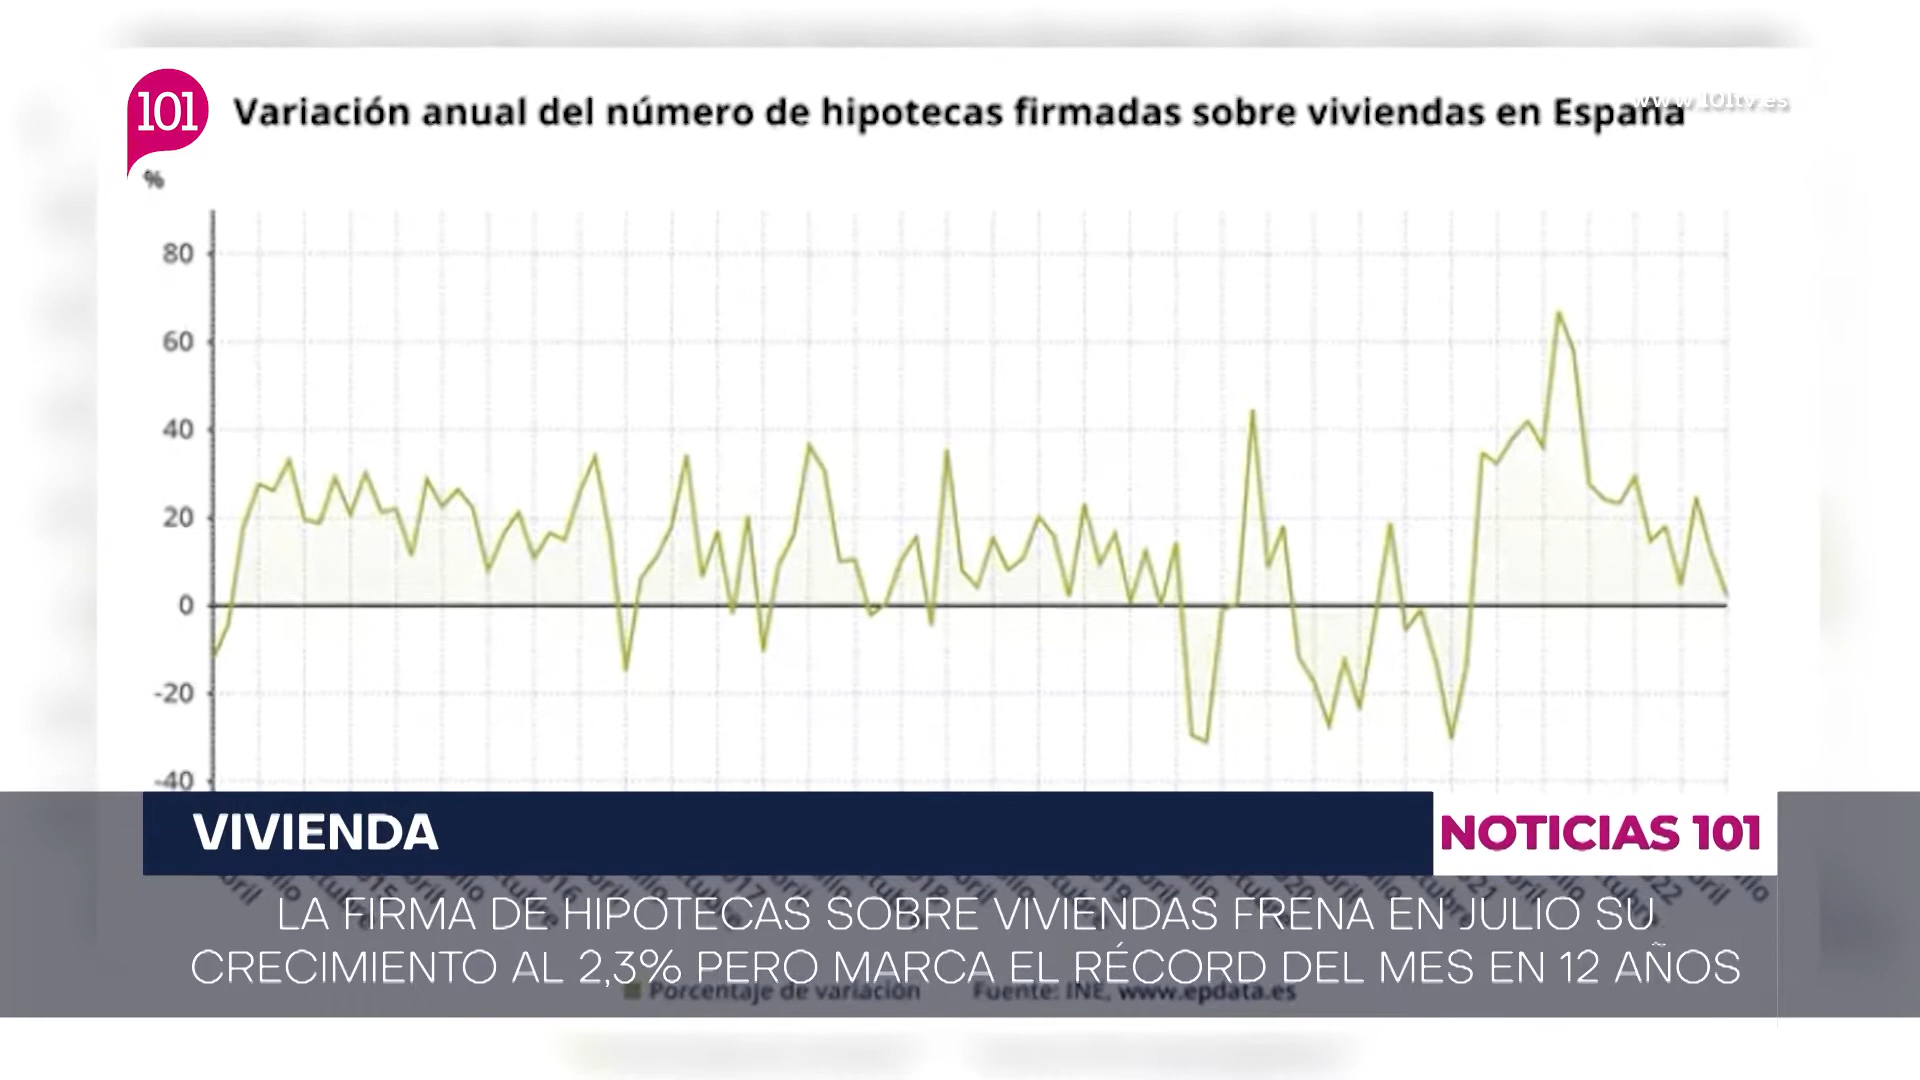 101
Variación anual del número de hipotecas firmadas sobre viviendas en España
www.101tv.es
%
80
60
40
20
0
-20
-40
VIVIENDA
NOTICIAS 101
LA FIRMA DE HIPOTECAS SOBRE VIVIENDAS FRENA EN JULIO SU
CRECIMIENTO AL 2,3% PERO MARCA EL RÉCORD DEL MES EN 12 AÑOS
Porcentaje de variación Fuente: INE, www.epdata.es